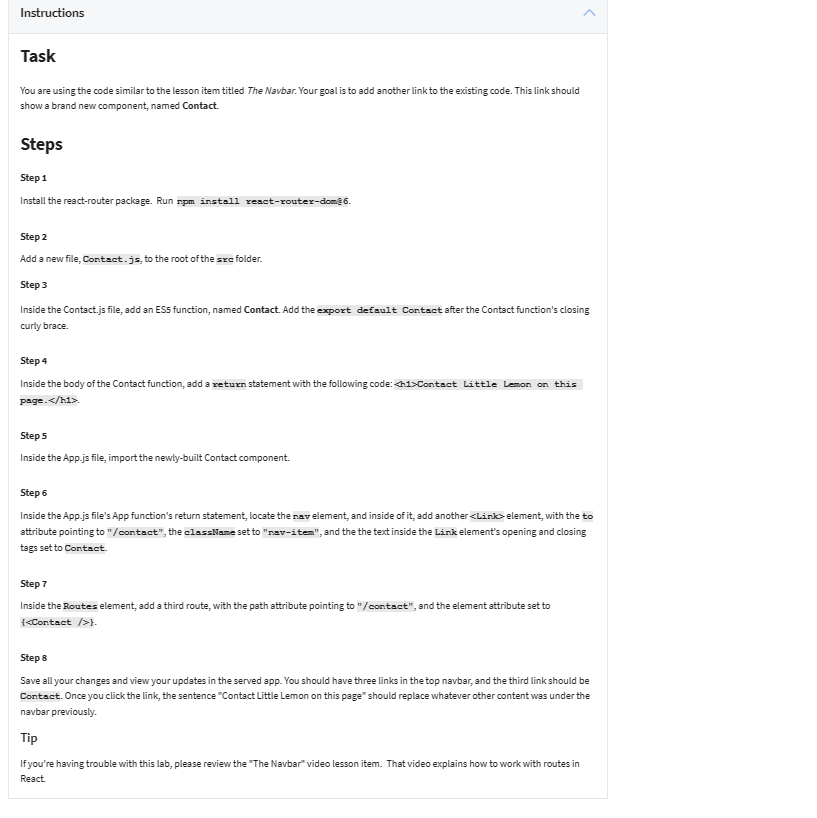 Instructions
Task
You are using the code similar to the lesson item titled The Navbar. Your goal is to add another link to the existing code. This link should
show a brand new component, named Contact.
Steps
Step 1
Install the react-router package. Run npm install react-router-dom@6.
Step 2
Add a new file, Contact.js, to the root of the src folder.
Step 3
Inside the Contact.js file, add an ES5 function, named Contact. Add the export default Contact after the Contact function's closing
curly brace.
Step 4
Inside the body of the Contact function, add a return statement with the following code: <h1>Contact Little Lemon on this
page.</h1>.
Step 5
Inside the App.js file, import the newly-built Contact component.
Step 6
Inside the App.js file's App function's return statement, locate the nav element, and inside of it, add another <Link> element, with the to
attribute pointing to "/contact", the className set to "nav-item", and the the text inside the Link element's opening and closing
tags set to Contact.
Step 7
Inside the Routes element, add a third route, with the path attribute pointing to "/contact", and the element attribute set to
{<Contact />}.
Step 8
Save all your changes and view your updates in the served app. You should have three links in the top navbar, and the third link should be
Contact. Once you click the link, the sentence "Contact Little Lemon on this page" should replace whatever other content was under the
navbar previously.
Tip
If you're having trouble with this lab, please review the "The Navbar" video lesson item. That video explains how to work with routes in
React.